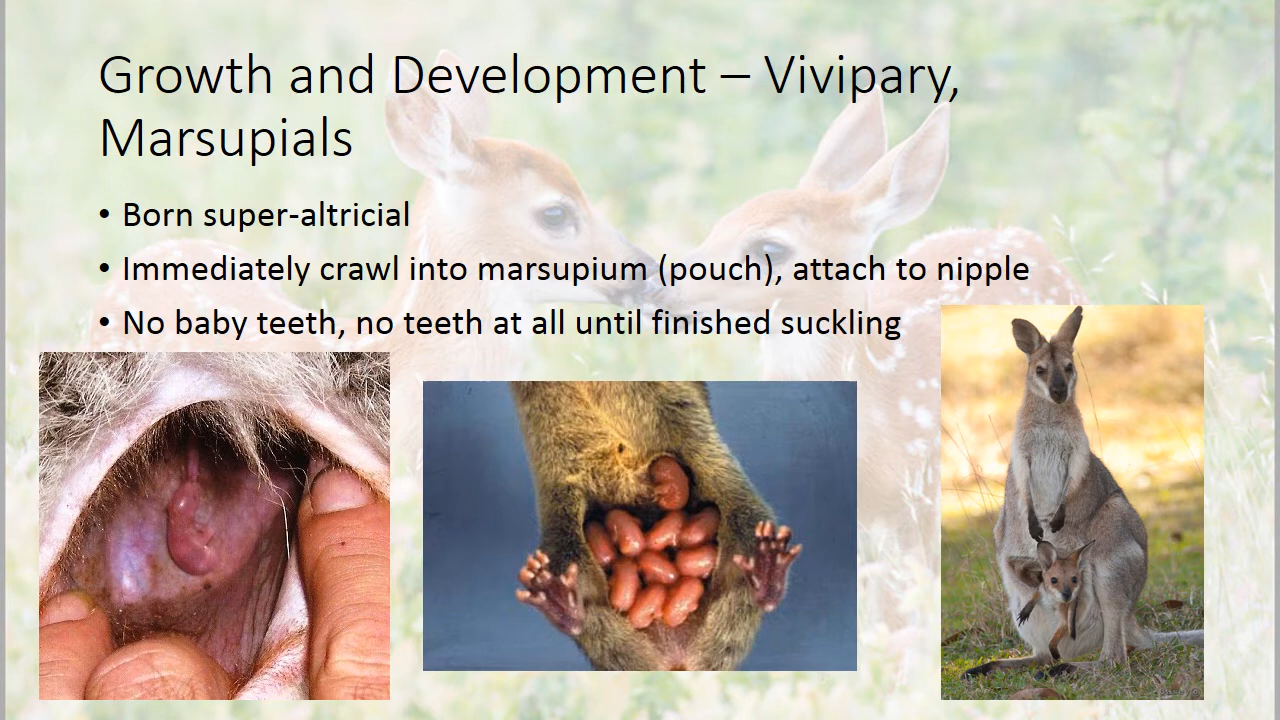 Growth and Development – Vivipary,
Marsupials
• Born super-altricial
• Immediately crawl into marsupium (pouch), attach to nipple
• No baby teeth, no teeth at all until finished suckling